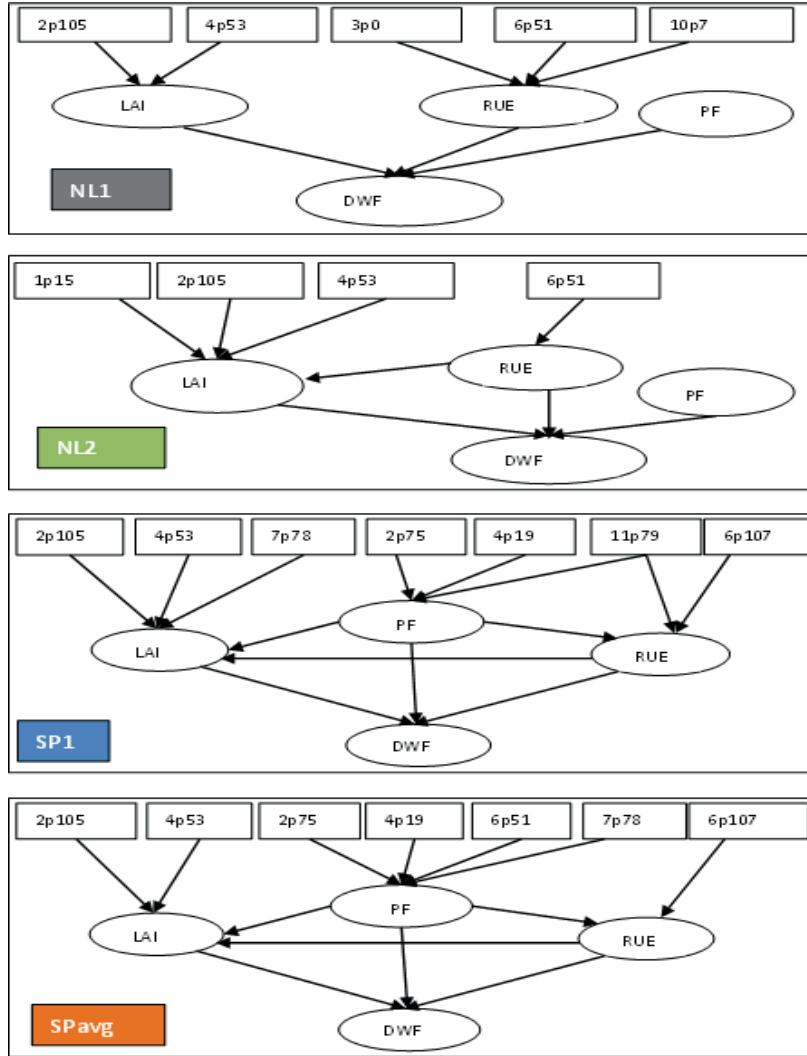 2p105 4p53 3p0 6p51 10p7
LAI RUE PF
DWF
NL1
1p15 2p105 4p53 6p51
LAI RUE PF
DWF
NL2
2p105 4p53 7p78 2p75 4p19 11p79 6p107
PF
LAI RUE
DWF
SP1
2p105 4p53 2p75 4p19 6p51 7p78 6p107
PF
LAI RUE
DWF
SPavg